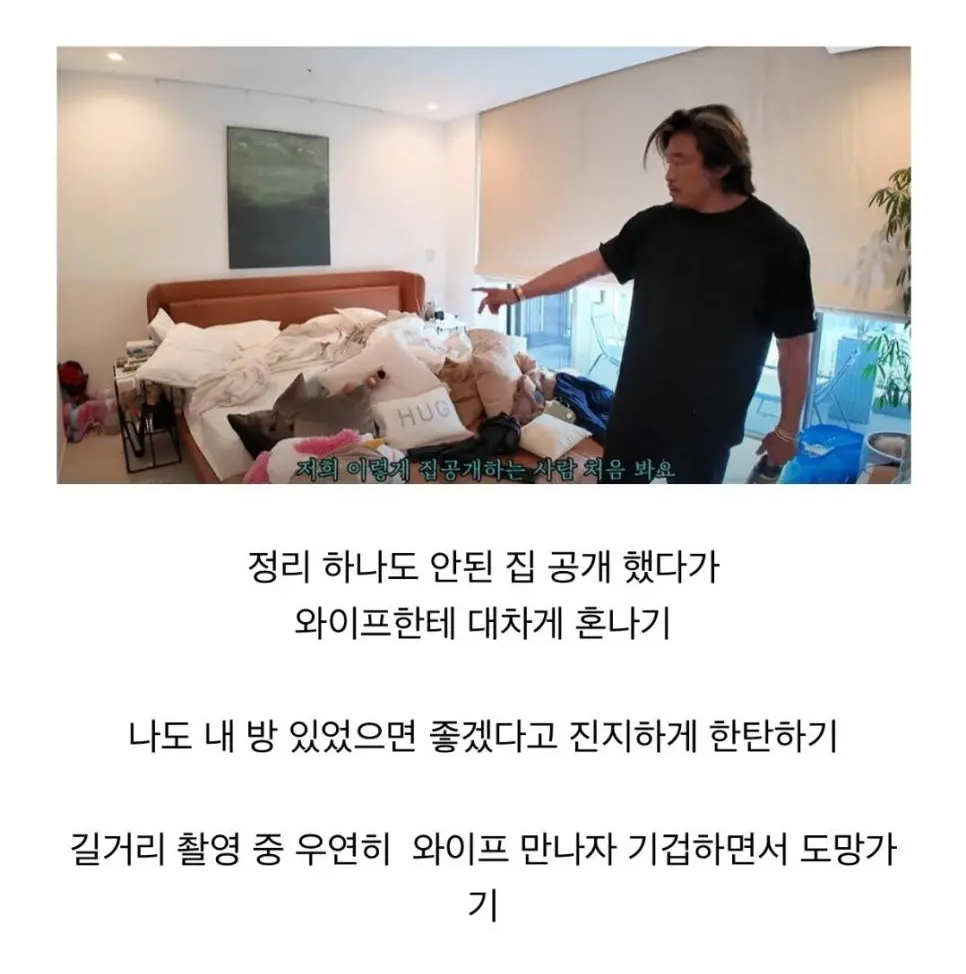 HUG
저희 이렇게 집공개하는 사람 처음 봐요
정리 하나도 안된 집 공개 했다가
와이프한테 대차게 혼나기
나도 내 방 있었으면 좋겠다고 진지하게 한탄하기
길거리 촬영 중 우연히 와이프 만나자 기겁하면서 도망가
기